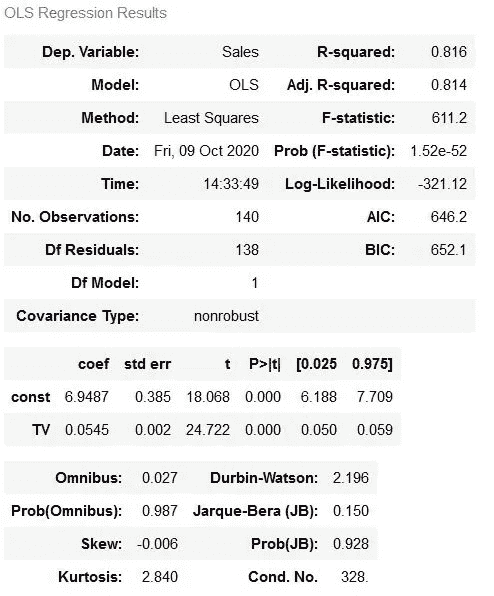 OLS Regression Results
Dep. Variable: Sales R-squared: 0.816
Model: OLS Adj. R-squared: 0.814
Method: Least Squares F-statistic: 611.2
Date: Fri, 09 Oct 2020 Prob (F-statistic): 1.52e-52
Time: 14:33:49 Log-Likelihood: -321.12
No. Observations: 140 AIC: 646.2
Df Residuals: 138 BIC: 652.1
Df Model: 1
Covariance Type: nonrobust
coef std err t P>|t| [0.025 0.975]
const 6.9487 0.385 18.068 0.000 6.188 7.709
TV 0.0545 0.002 24.722 0.000 0.050 0.059
Omnibus: 0.027 Durbin-Watson: 2.196
Prob(Omnibus): 0.987 Jarque-Bera (JB): 0.150
Skew: -0.006 Prob(JB): 0.928
Kurtosis: 2.840 Cond. No. 328.